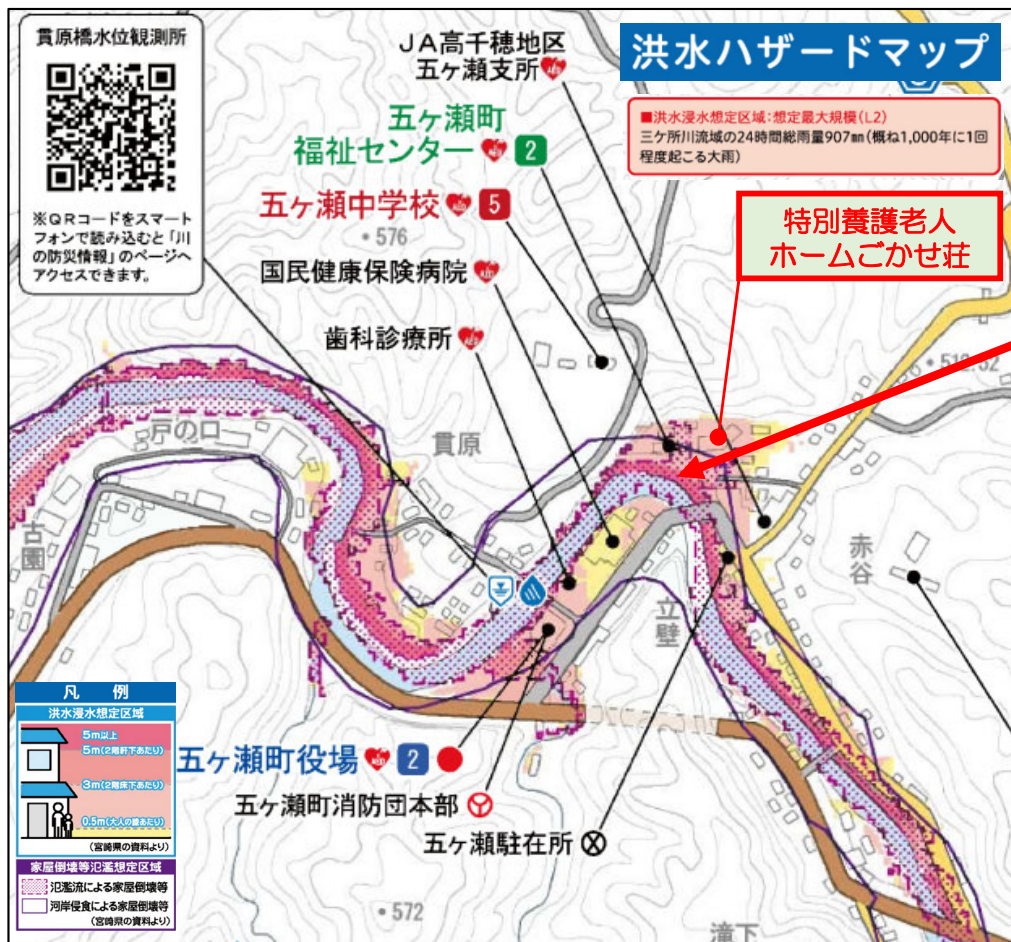 貫原橋水位観測所
※QRコードをスマート
フォンで読み込むと「川
の防災情報」のページへ
アクセスできます。
JA高千穂地区
五ヶ瀬支所
洪水ハザードマップ
■洪水浸水想定区域:想定最大規模(L2)
三ケ所川流域の24時間総雨量907㎜(概ね1,000年に1回
程度起こる大雨)
五ヶ瀬町
福祉センター 2
五ヶ瀬中学校 5
・576
国民健康保険病院
歯科診療所
特別養護老人
ホームごかせ荘
・512.52
戸の口
貫原
古園
赤谷
立壁
五ヶ瀬町役場 2
五ヶ瀬町消防団本部
五ヶ瀬駐在所
・572
滝下
凡 例
洪水浸水想定区域
5m以上
5m(2階軒下あたり)
3m(2階床下あたり)
0.5m(大人の膝あたり)
(宮崎県の資料より)
家屋倒壊等氾濫想定区域
氾濫流による家屋倒壊等
河岸侵食による家屋倒壊等
(宮崎県の資料より)